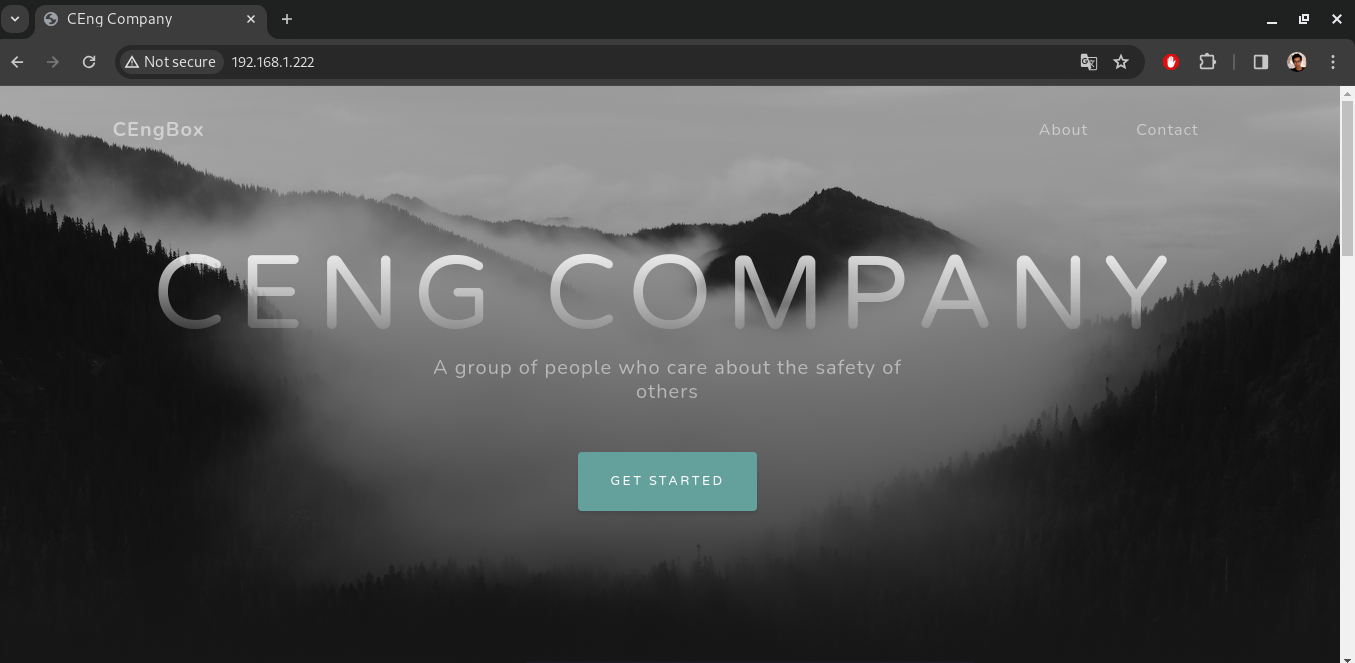 CEng Company
Not secure 192.168.1.222
CEngBox About Contact
CENG COMPANY
A group of people who care about the safety of
others
GET STARTED